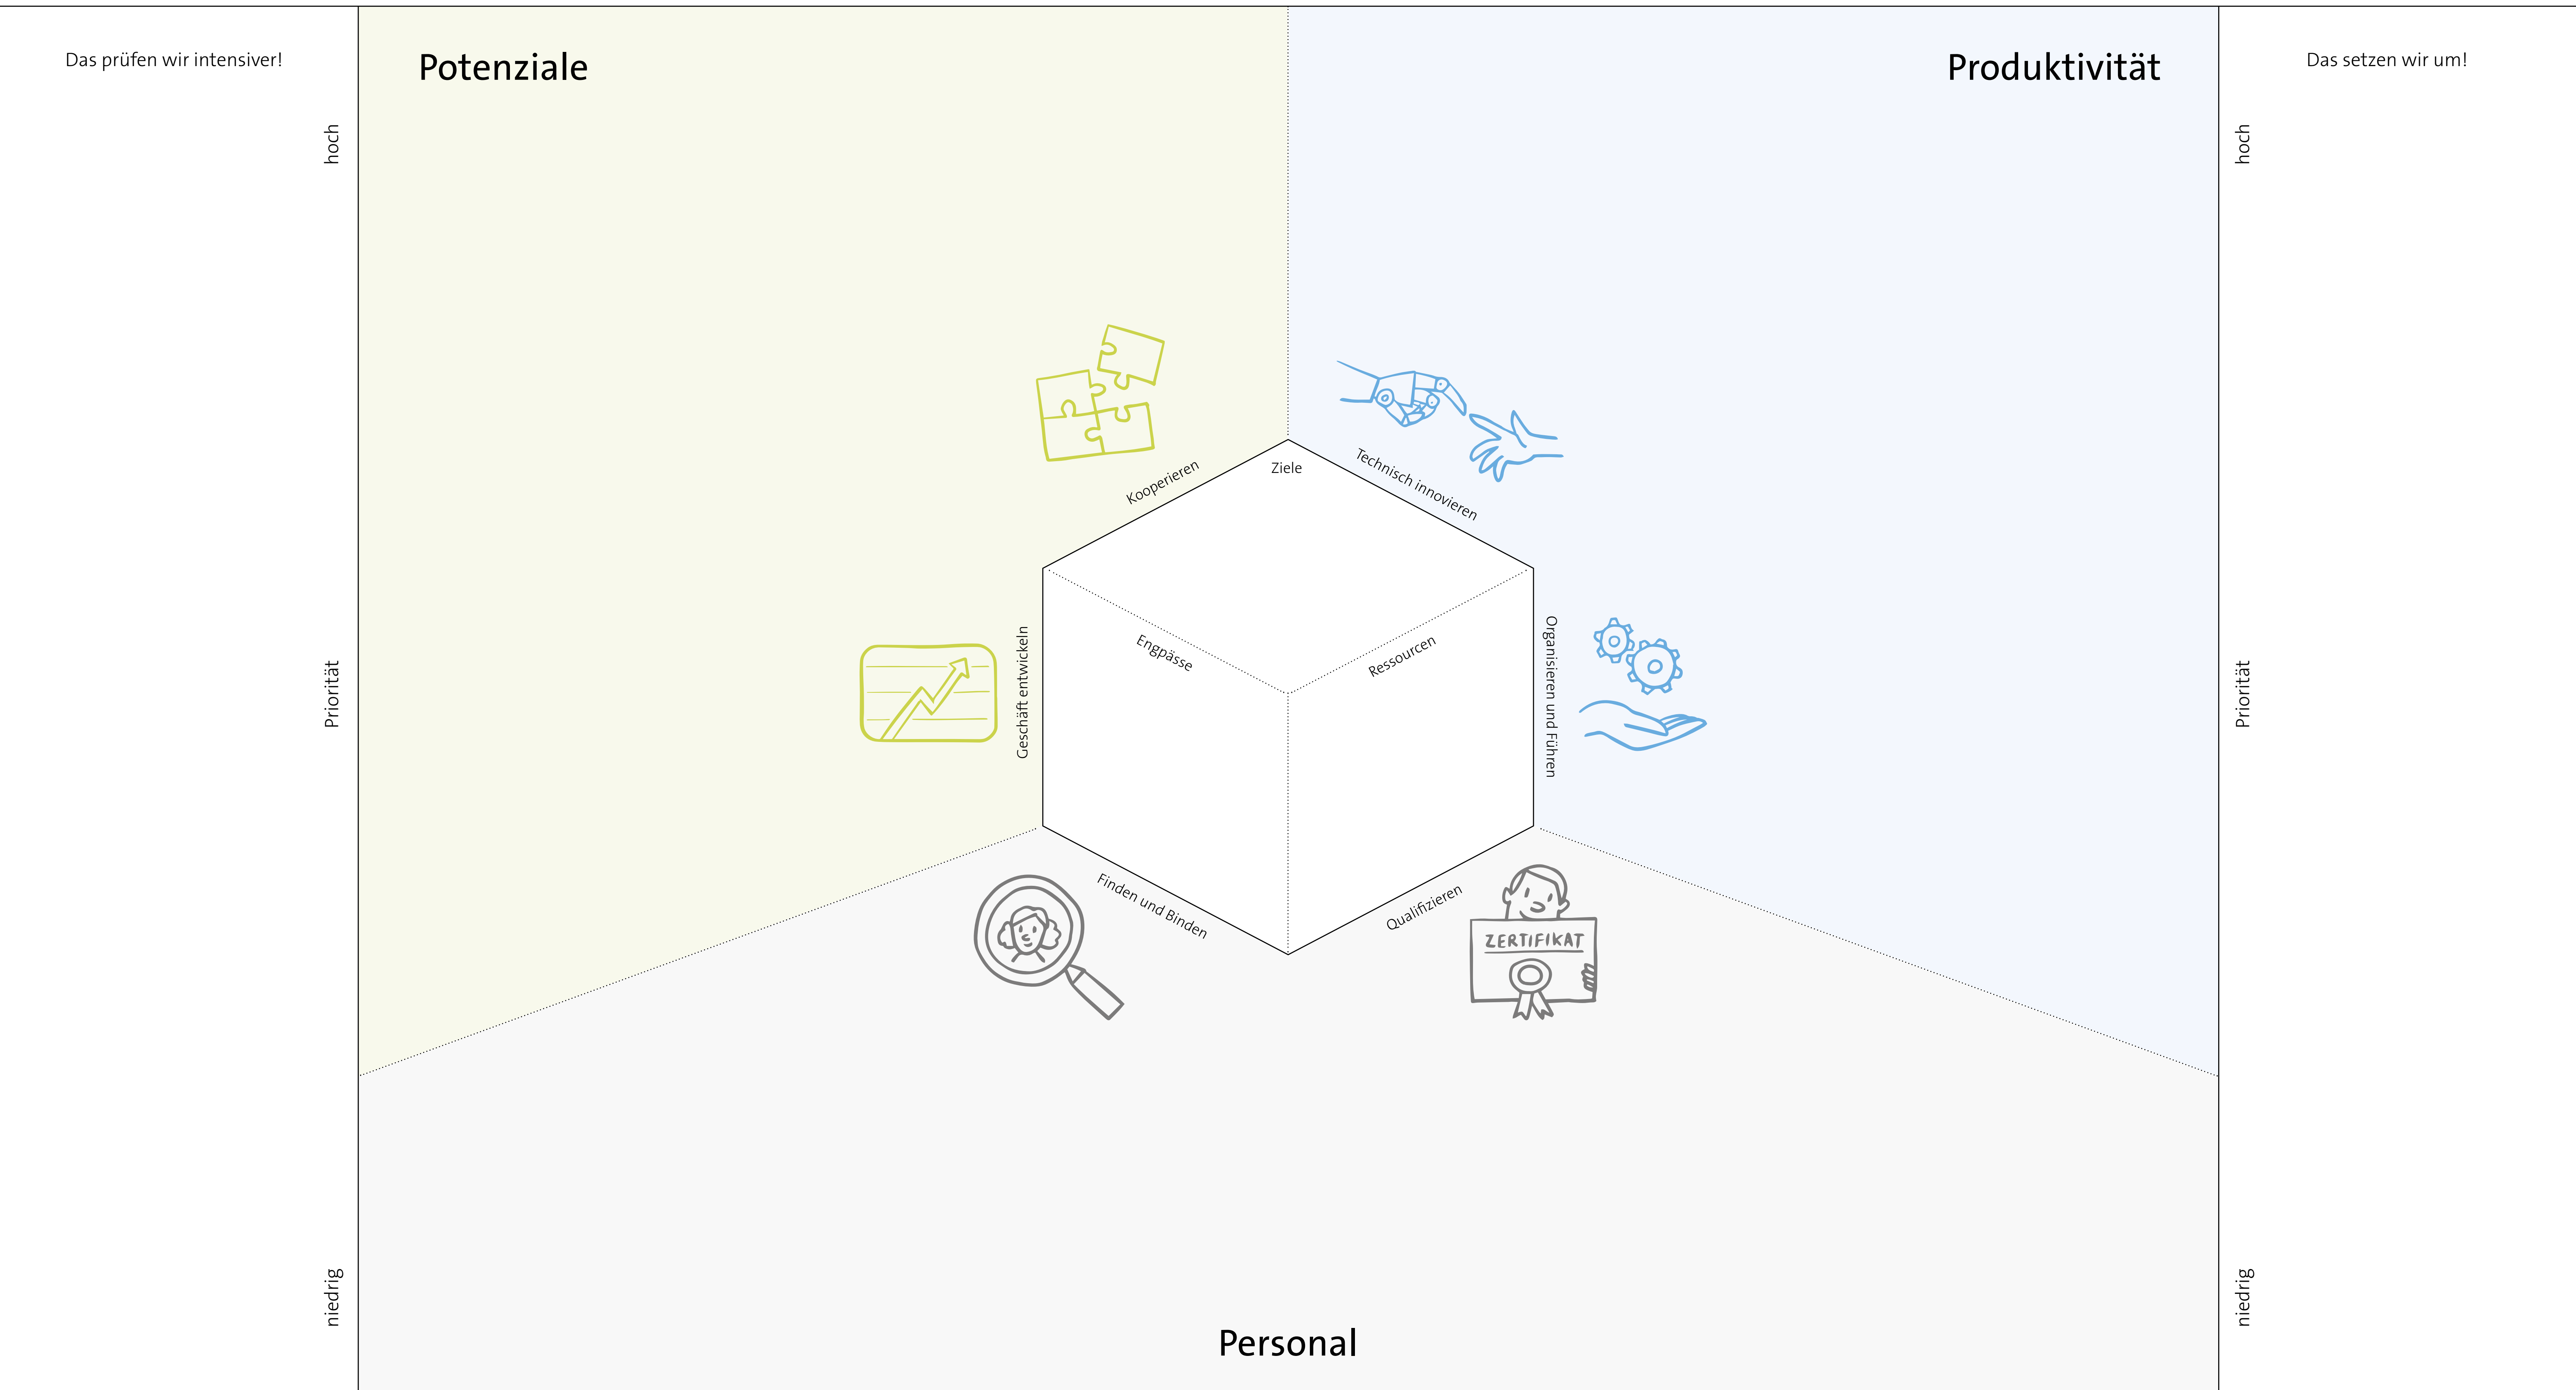 Das prüfen wir intensiver!
Potenziale
Produktivität
Das setzen wir um!
hoch
hoch
Kooperieren
Ziele
Technisch innovieren
Priorität
Geschäft entwickeln
Engpässe
Ressourcen
Organisieren und Führen
Priorität
Finden und Binden
Qualifizieren
ZERTIFIKAT
niedrig
niedrig
Personal